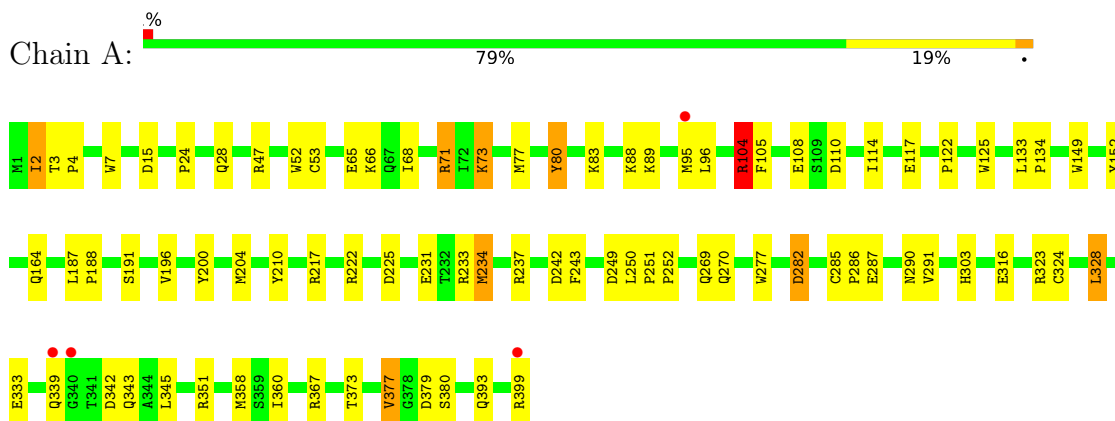 %
Chain A:
79% 19% •
M1 I2 T3 P4 W7 D15 P24 Q28 R47 W52 C53 E65 K66 Q67 I68 R71 I72 K73 M77 Y80 K83 K88 K89 M95 L96 R104 F105 E108 S109 D110 I114 E117 P122 W125 L133 P134 W149
Q164 L187 P188 S191 V196 Y200 M204 Y210 R217 R222 D225 E231 T232 R233 M234 R237 D242 F243 D249 L250 P251 P252 Q269 Q270 W277 D282 C285 P286 E287 N290 V291 H303 E316 R323 C324 L328
E333 Q339 G340 T341 D342 Q343 A344 L345 R351 M358 S359 I360 R367 T373 V377 G378 D379 S380 Q393 R399